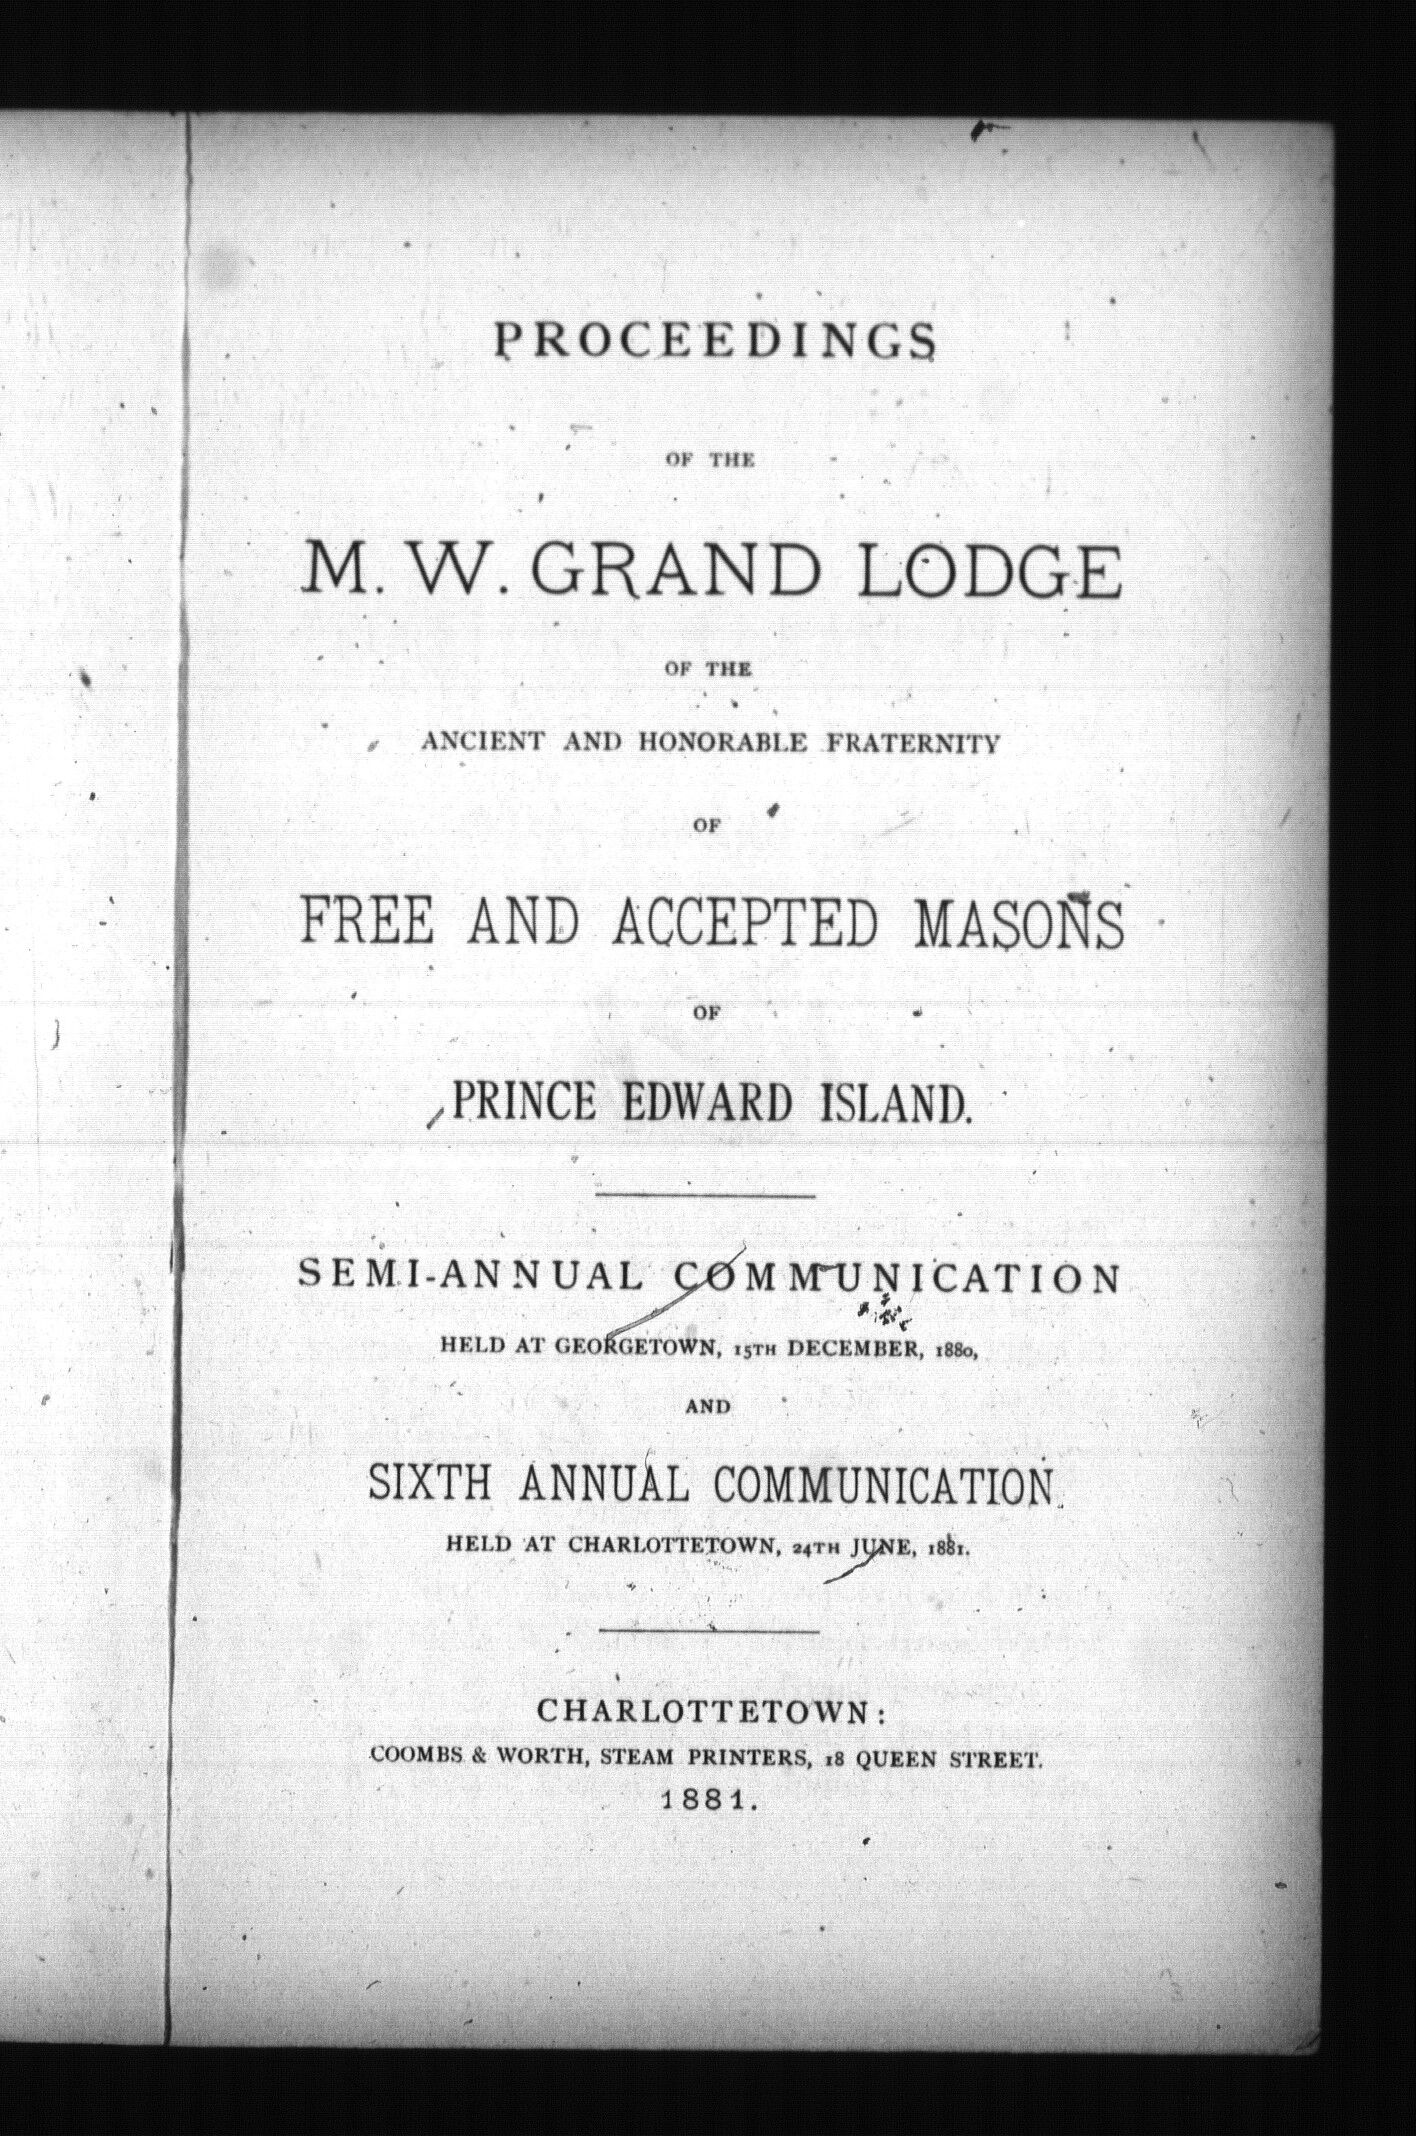 PROCEEDINGS
OF THE
M. W. GRAND LODGE
OF THE
ANCIENT AND HONORABLE FRATERNITY
OF
FREE AND ACCEPTED MASONS
OF
PRINCE EDWARD ISLAND.
SEMI-ANNUAL COMMUNICATION
HELD AT GEORGETOWN, 15TH DECEMBER, 1880,
AND
SIXTH ANNUAL COMMUNICATION
HELD AT CHARLOTTETOWN, 24TH JUNE, 1881.
CHARLOTTETOWN:
COOMBS & WORTH, STEAM PRINTERS, 18 QUEEN STREET.
1881.